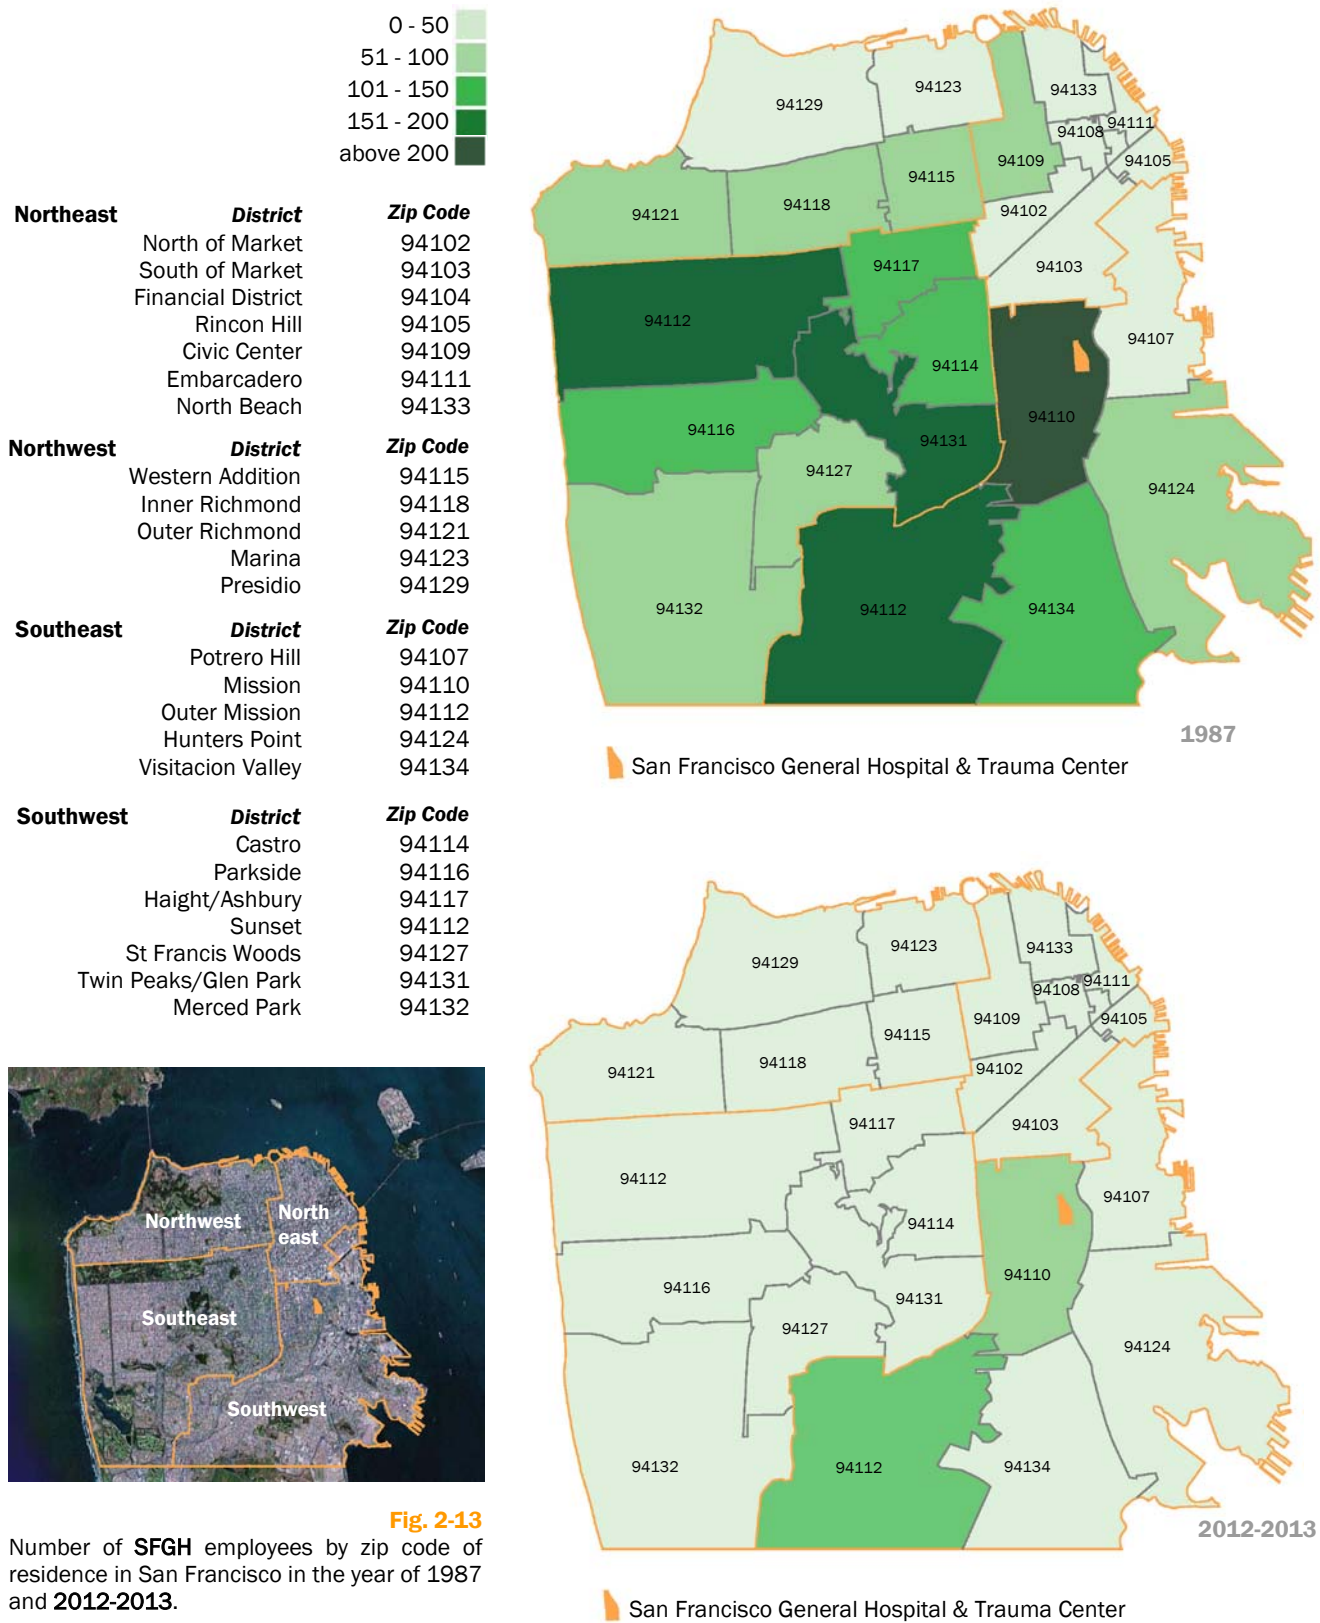 0 - 50
51 - 100
101 - 150
151 - 200
above 200
Northeast District Zip Code
North of Market 94102
South of Market 94103
Financial District 94104
Rincon Hill 94105
Civic Center 94109
Embarcadero 94111
North Beach 94133
Northwest District Zip Code
Western Addition 94115
Inner Richmond 94118
Outer Richmond 94121
Marina 94123
Presidio 94129
Southeast District Zip Code
Potrero Hill 94107
Mission 94110
Outer Mission 94112
Hunters Point 94124
Visitacion Valley 94134
Southwest District Zip Code
Castro 94114
Parkside 94116
Haight/Ashbury 94117
Sunset 94112
St Francis Woods 94127
Twin Peaks/Glen Park 94131
Merced Park 94132
Northwest
North
east
Southeast
Southwest
Fig. 2-13
Number of SFGH employees by zip code of
residence in San Francisco in the year of 1987
and 2012-2013.
94123
94133
94129
94111
94108
94109
94105
94115
94118
94121
94102
94117
94103
94112
94107
94114
94110
94116
94131
94127
94124
94132
94112
94134
1987
San Francisco General Hospital & Trauma Center
94123
94133
94129
94111
94108
94109
94105
94115
94118
94121
94102
94117
94103
94112
94107
94114
94110
94116
94131
94127
94124
94132
94112
94134
2012-2013
San Francisco General Hospital & Trauma Center